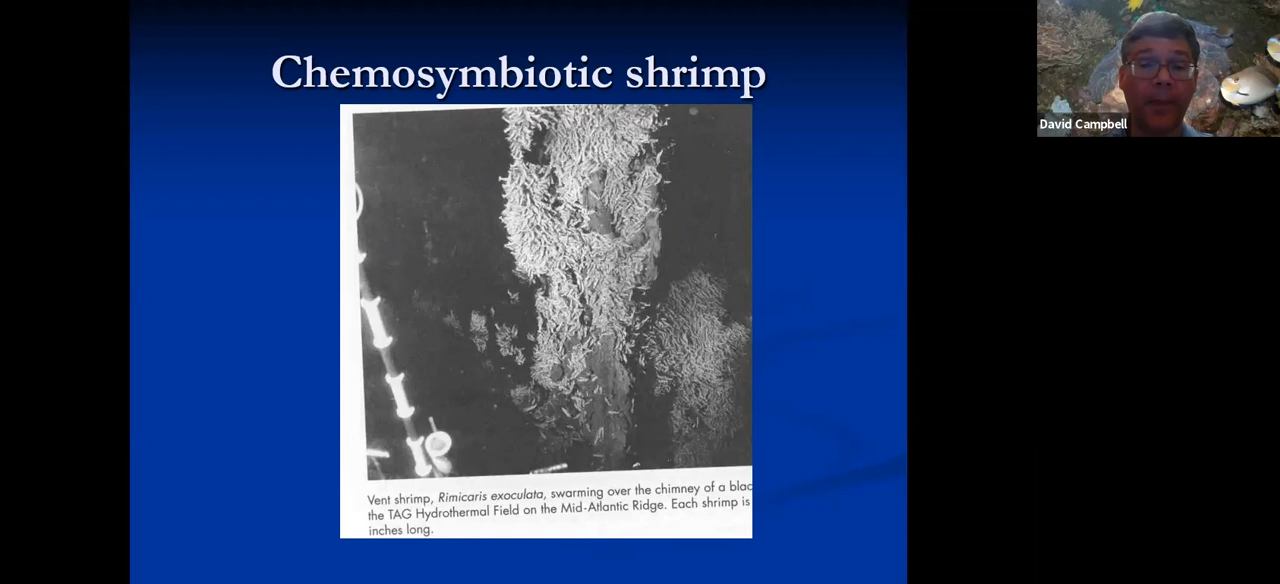 Chemosymbiotic shrimp
David Campbell
Vent shrimp, Rimicaris exoculata, swarming over the chimney of a blac
the TAG Hydrothermal Field on the Mid-Atlantic Ridge. Each shrimp is
inches long.